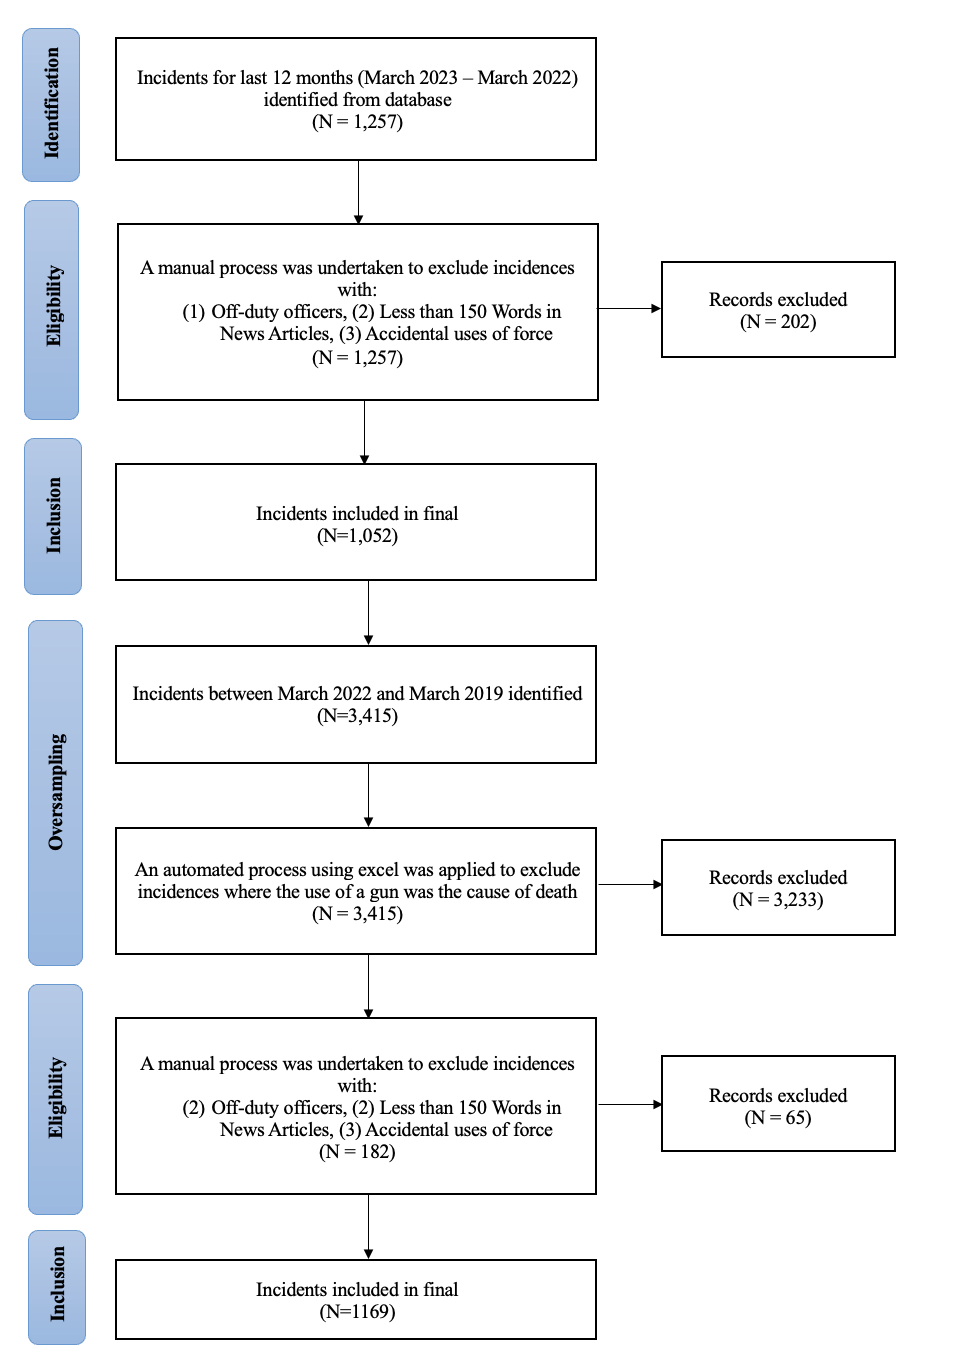 Identification
Incidents for last 12 months (March 2023 – March 2022)
identified from database
(N = 1,257)
Eligibility
A manual process was undertaken to exclude incidences
with:
(1) Off-duty officers, (2) Less than 150 Words in
News Articles, (3) Accidental uses of force
(N = 1,257)
Records excluded
(N = 202)
Inclusion
Incidents included in final
(N=1,052)
Oversampling
Incidents between March 2022 and March 2019 identified
(N=3,415)
An automated process using excel was applied to exclude
incidences where the use of a gun was the cause of death
(N = 3,415)
Records excluded
(N = 3,233)
Eligibility
A manual process was undertaken to exclude incidences
with:
(2) Off-duty officers, (2) Less than 150 Words in
News Articles, (3) Accidental uses of force
(N = 182)
Records excluded
(N = 65)
Inclusion
Incidents included in final
(N=1169)